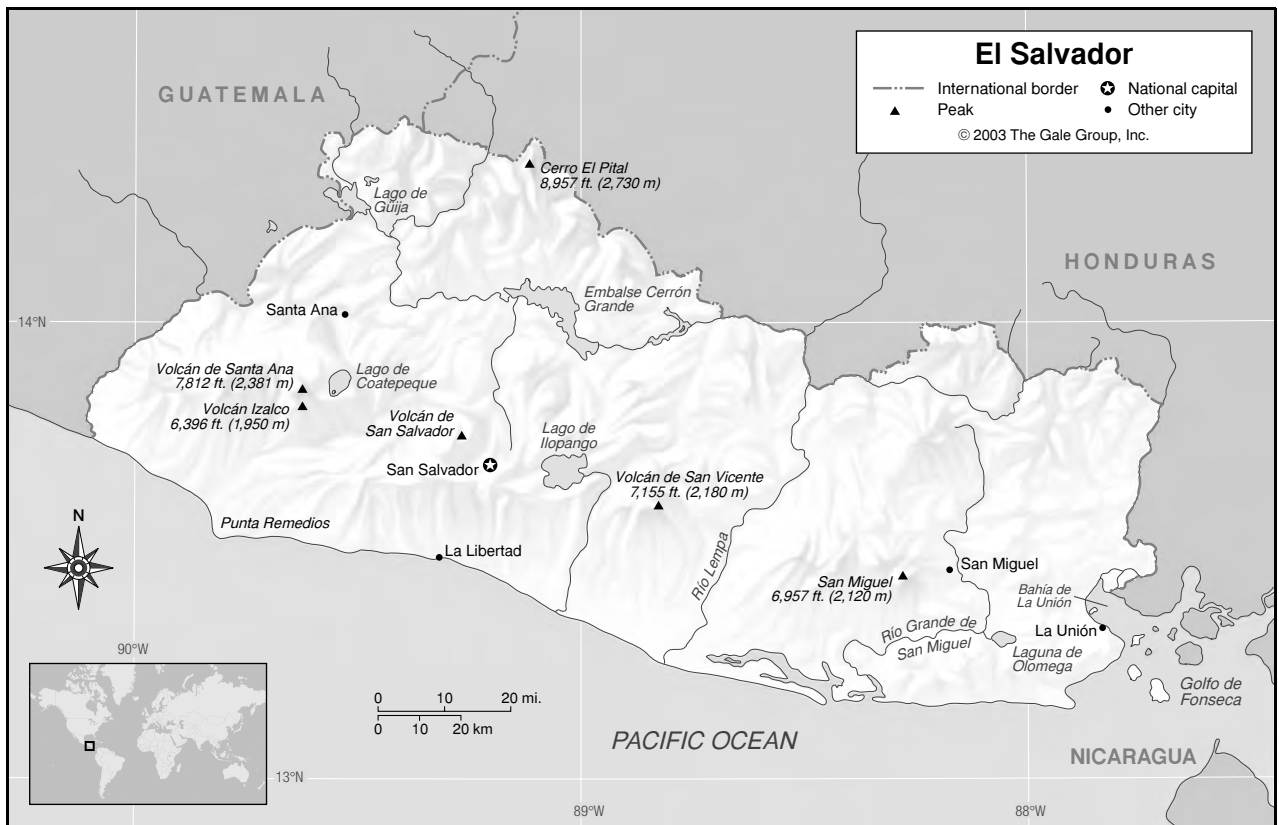 El Salvador
International border
National capital
Peak
Other city
© 2003 The Gale Group, Inc.
GUATEMALA
Cerro El Pital
8,957 ft. (2,730 m)
Lago de
Güija
HONDURAS
Embalse Cerrón
Grande
Santa Ana
14°N
Volcán de Santa Ana
7,812 ft. (2,381 m)
Lago de
Coatepeque
Volcán Izalco
6,396 ft. (1,950 m)
Volcán de
San Salvador
Lago de
Ilopango
San Salvador
Volcán de San Vicente
7,155 ft. (2,180 m)
N
Punta Remedios
La Libertad
Río Lempa
San Miguel
6,957 ft. (2,120 m)
San Miguel
Bahía de
La Unión
La Unión
Río Grande de
San Miguel
Laguna de
Olomega
Golfo de
Fonseca
90°W
0 10 20 mi.
0 10 20 km
PACIFIC OCEAN
NICARAGUA
13°N
89°W
88°W